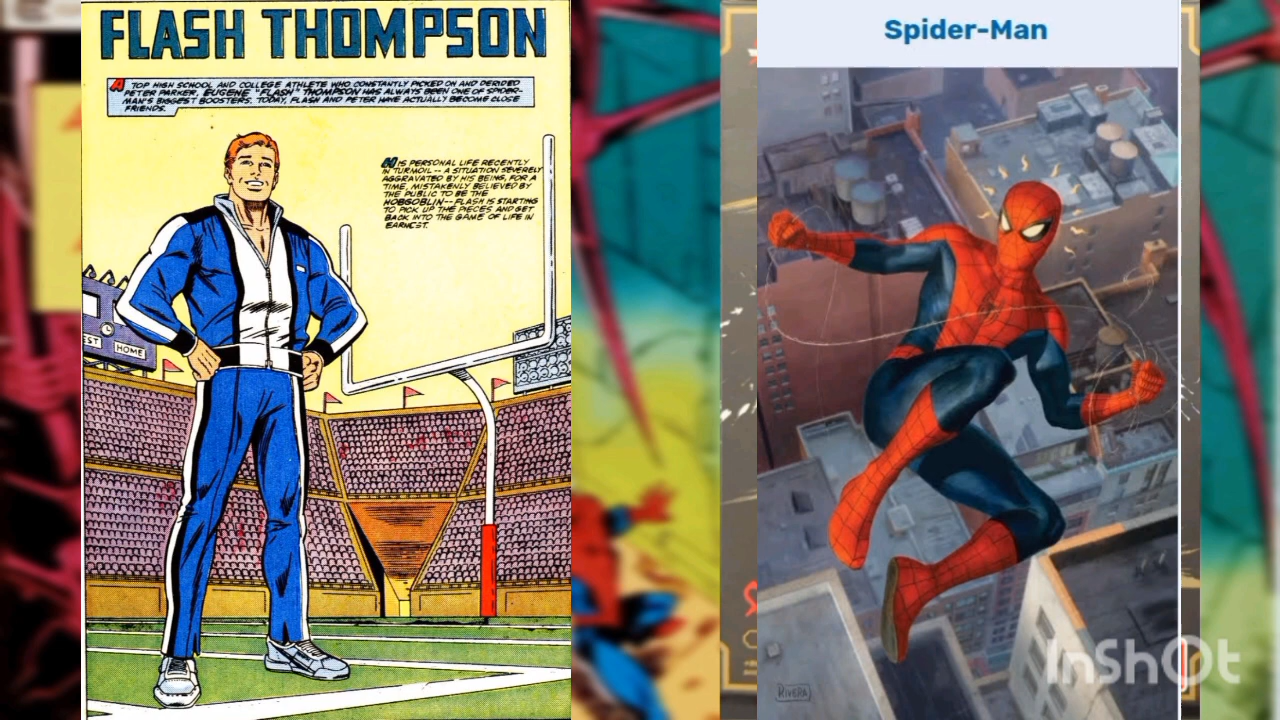 FLASH THOMPSON
A TOP HIGH SCHOOL AND COLLEGE ATHLETE WHO CONSTANTLY PICKED ON AND DERIDED
PETER PARKER, EUGENE "FLASH" THOMPSON HAS ALWAYS BEEN ONE OF SPIDER-
MAN'S BIGGEST BOOSTERS. TODAY, FLASH AND PETER HAVE ACTUALLY BECOME CLOSE
FRIENDS.
HIS PERSONAL LIFE RECENTLY
IN TURMOIL -- A SITUATION SEVERELY
AGGRAVATED BY HIS BEING, FOR A
TIME, MISTAKENLY BELIEVED BY
THE PUBLIC TO BE THE
HOBGOBLIN -- FLASH IS STARTING
TO PICK UP THE PIECES AND GET
BACK INTO THE GAME OF LIFE IN
EARNEST.
EST
HOME
Spider-Man
RIVERA
InShOt